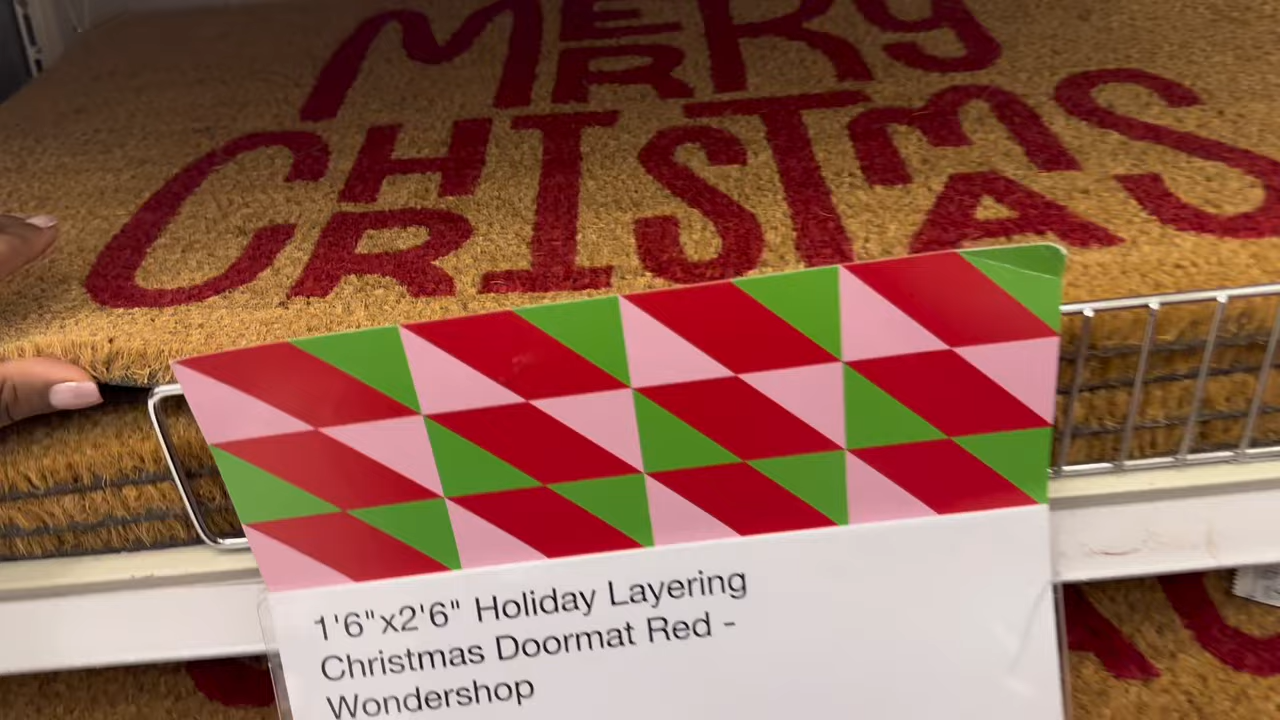 MERRY
CHRISTMAS
1'6"x2'6" Holiday Layering
Christmas Doormat Red -
Wondershop